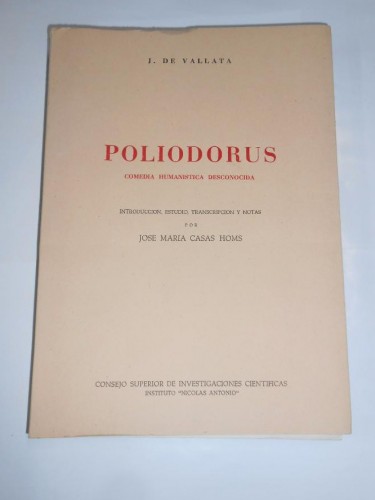 J. DE VALLATA
POLIODORUS
COMEDIA HUMANISTICA DESCONOCIDA
INTRODUCCION, ESTUDIO, TRANSCRIPCION Y NOTAS
POR
JOSE MARIA CASAS HOMS
CONSEJO SUPERIOR DE INVESTIGACIONES CIENTIFICAS
INSTITUTO "NICOLAS ANTONIO"